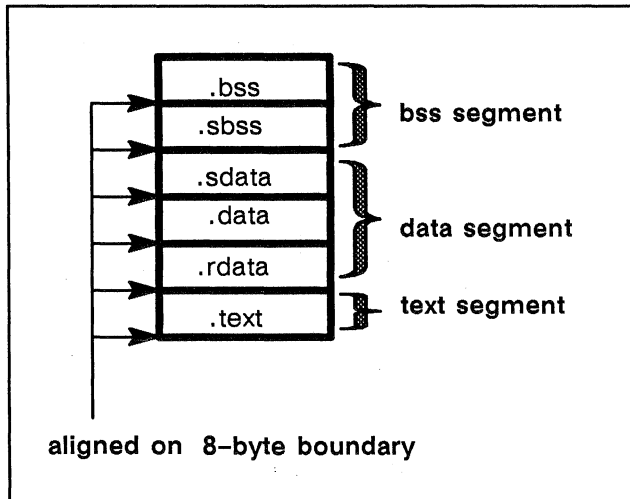 .bss
.sbss
bss segment
.sdata
.data
.rdata
data segment
.text
text segment
aligned on 8-byte boundary